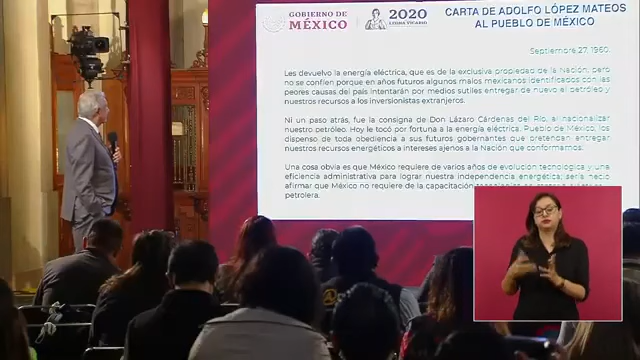 GOBIERNO DE
MÉXICO
2020
LEONA VICARIO
CARTA DE ADOLFO LÓPEZ MATEOS
AL PUEBLO DE MÉXICO
Septiembre 27, 1960.
Les devuelvo la energía eléctrica, que es de la exclusiva propiedad de la Nación, pero
no se confíen porque en años futuros algunos malos mexicanos identificados con las
peores causas del país intentarán por medios sutiles entregar de nuevo el petróleo y
nuestros recursos a los inversionistas extranjeros.
Ni un paso atrás, fue la consigna de Don Lázaro Cárdenas del Río, al nacionalizar
nuestro petróleo. Hoy le tocó por fortuna a la energía eléctrica. Pueblo de México, los
dispenso de toda obediencia a sus futuros gobernantes que pretendan entregar
nuestros recursos energéticos a intereses ajenos a la Nación que conformamos.
Una cosa obvia es que México requiere de varios años de evolución tecnológica y una
eficiencia administrativa para lograr nuestra independencia energética; sería necio
afirmar que México no requiere de la capacitación tecnológica en materia eléctrica
petrolera.